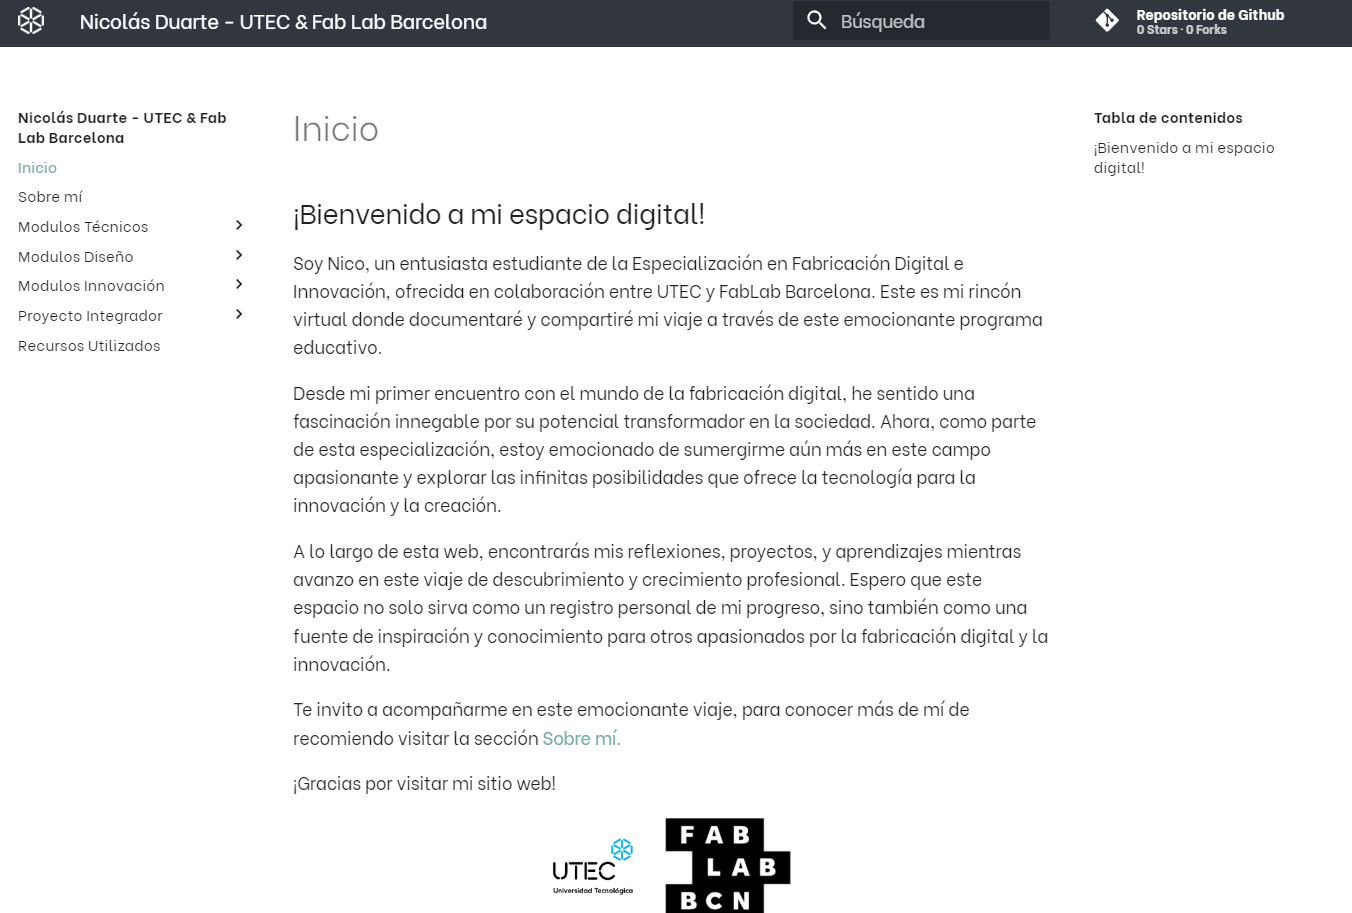 Nicolás Duarte - UTEC & Fab Lab Barcelona
Búsqueda
Repositorio de Github
0 Stars · 0 Forks
Nicolás Duarte - UTEC & Fab
Lab Barcelona
Inicio
Sobre mí
Modulos Técnicos
Modulos Diseño
Modulos Innovación
Proyecto Integrador
Recursos Utilizados
Inicio
¡Bienvenido a mi espacio digital!
Soy Nico, un entusiasta estudiante de la Especialización en Fabricación Digital e
Innovación, ofrecida en colaboración entre UTEC y FabLab Barcelona. Este es mi rincón
virtual donde documentaré y compartiré mi viaje a través de este emocionante programa
educativo.
Desde mi primer encuentro con el mundo de la fabricación digital, he sentido una
fascinación innegable por su potencial transformador en la sociedad. Ahora, como parte
de esta especialización, estoy emocionado de sumergirme aún más en este campo
apasionante y explorar las infinitas posibilidades que ofrece la tecnología para la
innovación y la creación.
A lo largo de esta web, encontrarás mis reflexiones, proyectos, y aprendizajes mientras
avanzo en este viaje de descubrimiento y crecimiento profesional. Espero que este
espacio no solo sirva como un registro personal de mi progreso, sino también como una
fuente de inspiración y conocimiento para otros apasionados por la fabricación digital y la
innovación.
Te invito a acompañarme en este emocionante viaje, para conocer más de mí de
recomiendo visitar la sección Sobre mí.
¡Gracias por visitar mi sitio web!
UTEC
Universidad Tecnológica
FAB
LAB
BCN
Tabla de contenidos
¡Bienvenido a mi espacio
digital!